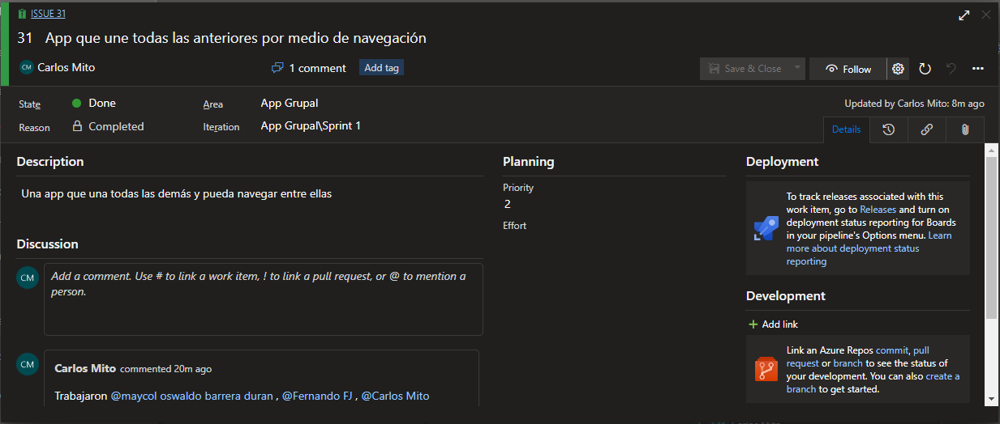 ISSUE 31
31 App que une todas las anteriores por medio de navegación
CM Carlos Mito
1 comment
Add tag
Save & Close
Follow
State Done
Area App Grupal
Updated by Carlos Mito: 8m ago
Reason Completed
Iteration App Grupal\Sprint 1
Details
Description
Una app que una todas las demás y pueda navegar entre ellas
Planning
Priority
2
Effort
Deployment
To track releases associated with this
work item, go to Releases and turn on
deployment status reporting for Boards
in your pipeline's Options menu. Learn
more about deployment status
reporting
Discussion
CM
Add a comment. Use # to link a work item, ! to link a pull request, or @ to mention a
person.
Development
Add link
Link an Azure Repos commit, pull
request or branch to see the status of
your development. You can also create a
branch to get started.
CM
Carlos Mito commented 20m ago
Trabajaron @maycol oswaldo barrera duran , @Fernando FJ , @Carlos Mito